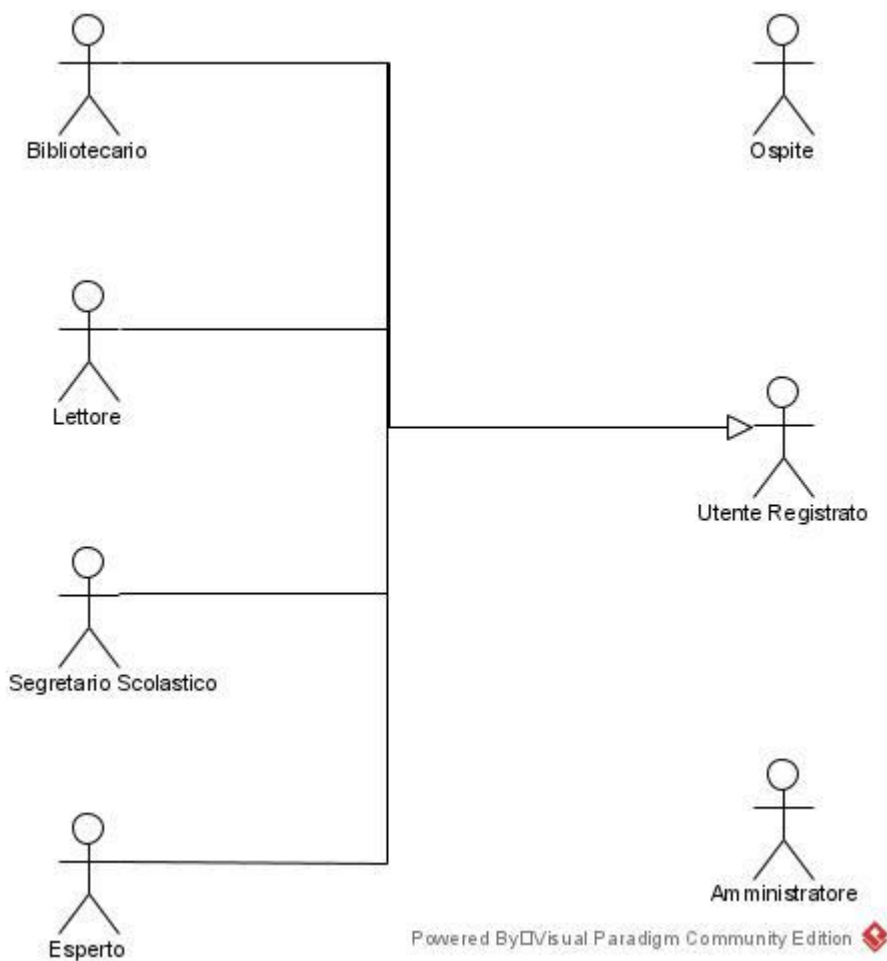 Bibliotecario
Ospite
Lettore
Utente Registrato
Segretario Scolastico
Amministratore
Esperto
Powered By□Visual Paradigm Community Edition